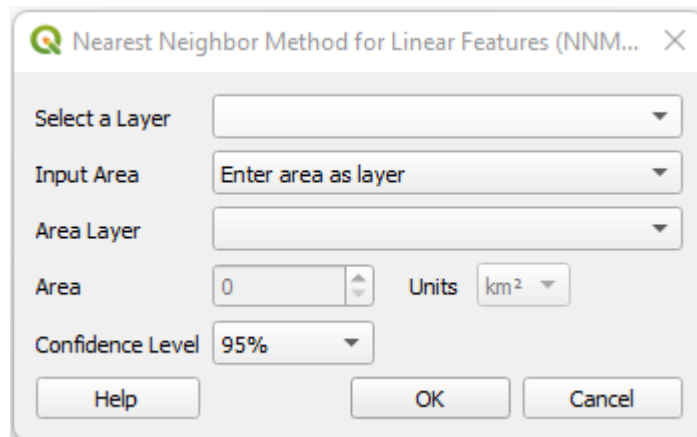 Nearest Neighbor Method for Linear Features (NNM...
Select a Layer
Input Area Enter area as layer
Area Layer
Area 0 Units km²
Confidence Level 95%
Help OK Cancel